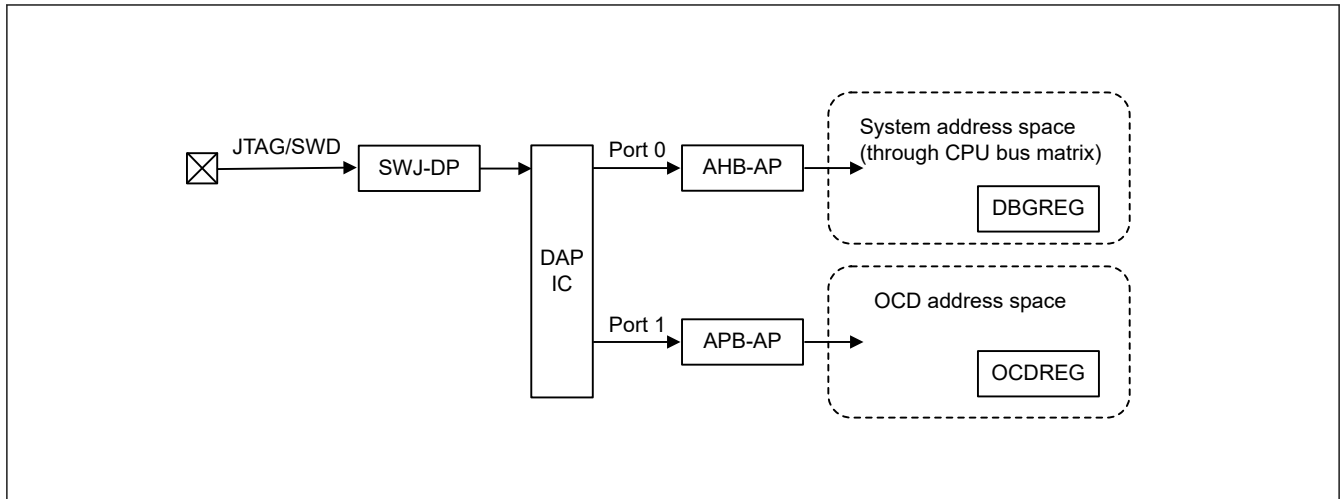 JTAG/SWD
SWJ-DP
DAP
IC
Port 0
AHB-AP
System address space
(through CPU bus matrix)
DBGREG
Port 1
APB-AP
OCD address space
OCDREG